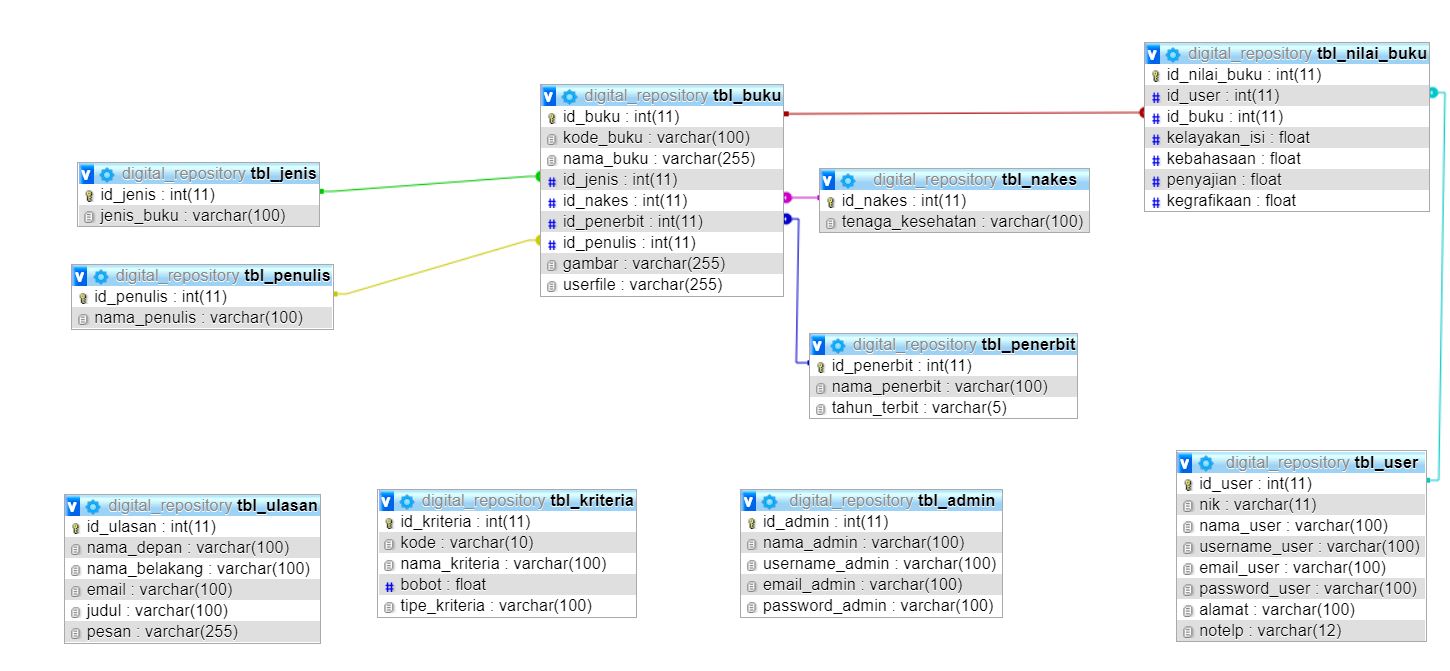 digital_repository tbl_jenis
id_jenis : int(11)
jenis_buku : varchar(100)
digital_repository tbl_penulis
id_penulis : int(11)
nama_penulis : varchar(100)
digital_repository tbl_buku
id_buku : int(11)
kode_buku : varchar(100)
nama_buku : varchar(255)
id_jenis : int(11)
id_nakes : int(11)
id_penerbit : int(11)
id_penulis : int(11)
gambar : varchar(255)
userfile : varchar(255)
digital_repository tbl_nakes
id_nakes : int(11)
tenaga_kesehatan : varchar(100)
digital_repository tbl_penerbit
id_penerbit : int(11)
nama_penerbit : varchar(100)
tahun_terbit : varchar(5)
digital_repository tbl_nilai_buku
id_nilai_buku : int(11)
id_user : int(11)
id_buku : int(11)
kelayakan_isi : float
kebahasaan : float
penyajian : float
kegrafikaan : float
digital_repository tbl_ulasan
id_ulasan : int(11)
nama_depan : varchar(100)
nama_belakang : varchar(100)
email : varchar(100)
judul : varchar(100)
pesan : varchar(255)
digital_repository tbl_kriteria
id_kriteria : int(11)
kode : varchar(10)
nama_kriteria : varchar(100)
bobot : float
tipe_kriteria : varchar(100)
digital_repository tbl_admin
id_admin : int(11)
nama_admin : varchar(100)
username_admin : varchar(100)
email_admin : varchar(100)
password_admin : varchar(100)
digital_repository tbl_user
id_user : int(11)
nik : varchar(11)
nama_user : varchar(100)
username_user : varchar(100)
email_user : varchar(100)
password_user : varchar(100)
alamat : varchar(100)
notelp : varchar(12)